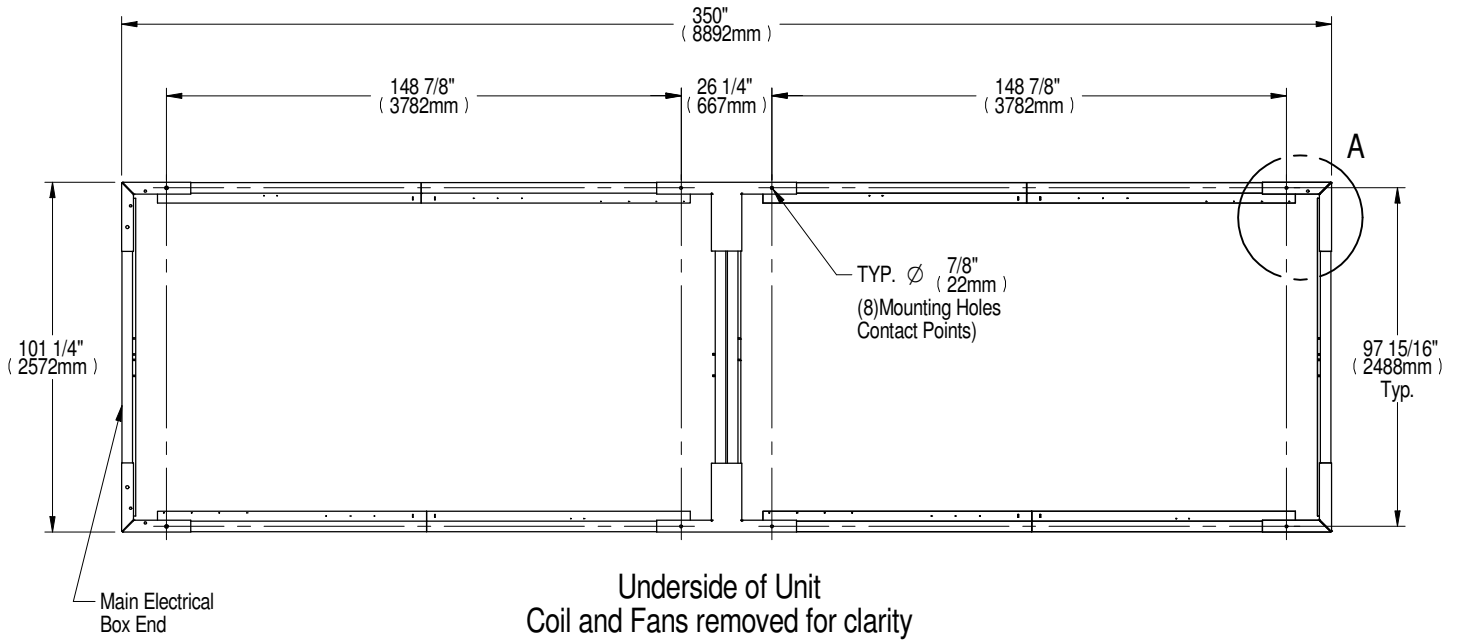 350"
( 8892mm )
148 7/8"
( 3782mm )
26 1/4"
( 667mm )
148 7/8"
( 3782mm )
A
TYP. Ø 7/8"
( 22mm )
(8)Mounting Holes
Contact Points)
101 1/4"
( 2572mm )
97 15/16"
( 2488mm )
Typ.
Main Electrical
Box End
Underside of Unit
Coil and Fans removed for clarity